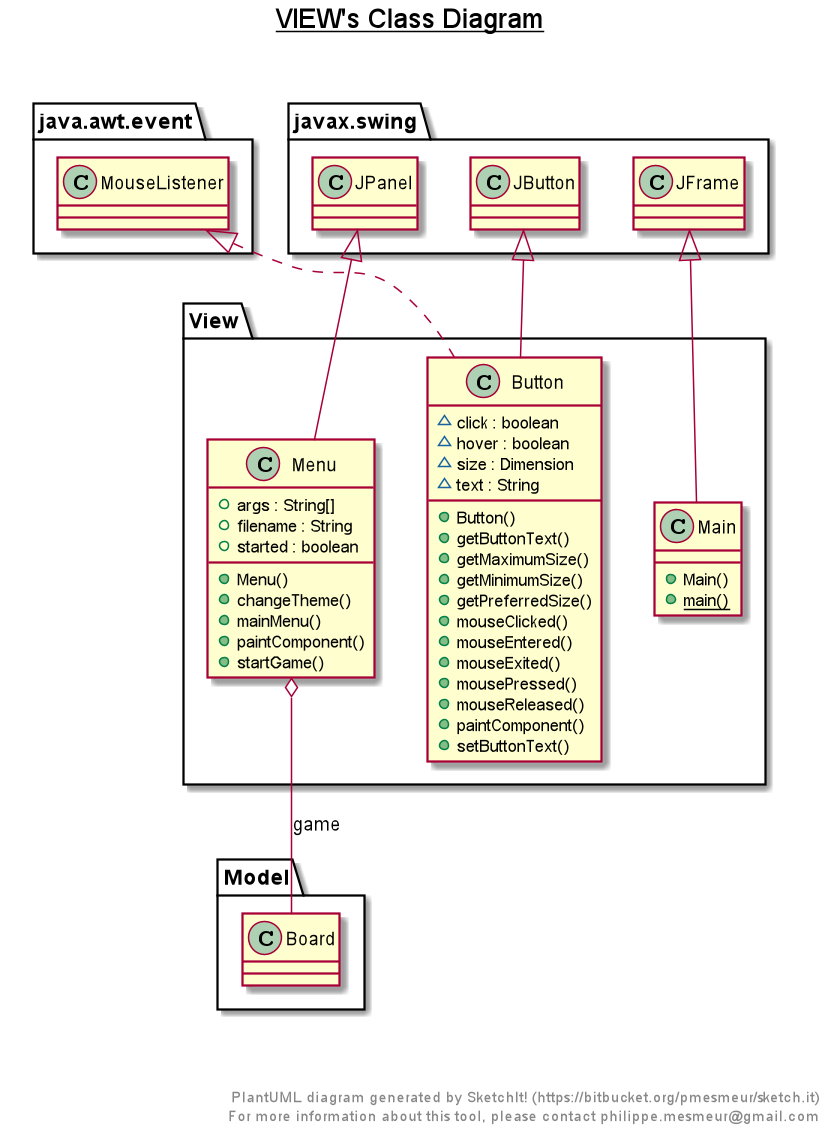 VIEW's Class Diagram
java.awt.event
javax.swing
C MouseListener
C JPanel
C JButton
C JFrame
View
C Button
click : boolean
hover : boolean
size : Dimension
text : String
Button()
getButtonText()
getMaximumSize()
getMinimumSize()
getPreferredSize()
mouseClicked()
mouseEntered()
mouseExited()
mousePressed()
mouseReleased()
paintComponent()
setButtonText()
C Menu
args : String[]
filename : String
started : boolean
Menu()
changeTheme()
mainMenu()
paintComponent()
startGame()
C Main
Main()
main()
game
Model
C Board
PlantUML diagram generated by SketchIt! (https://bitbucket.org/pmesmeur/sketch.it)
For more information about this tool, please contact philippe.mesmeur@gmail.com